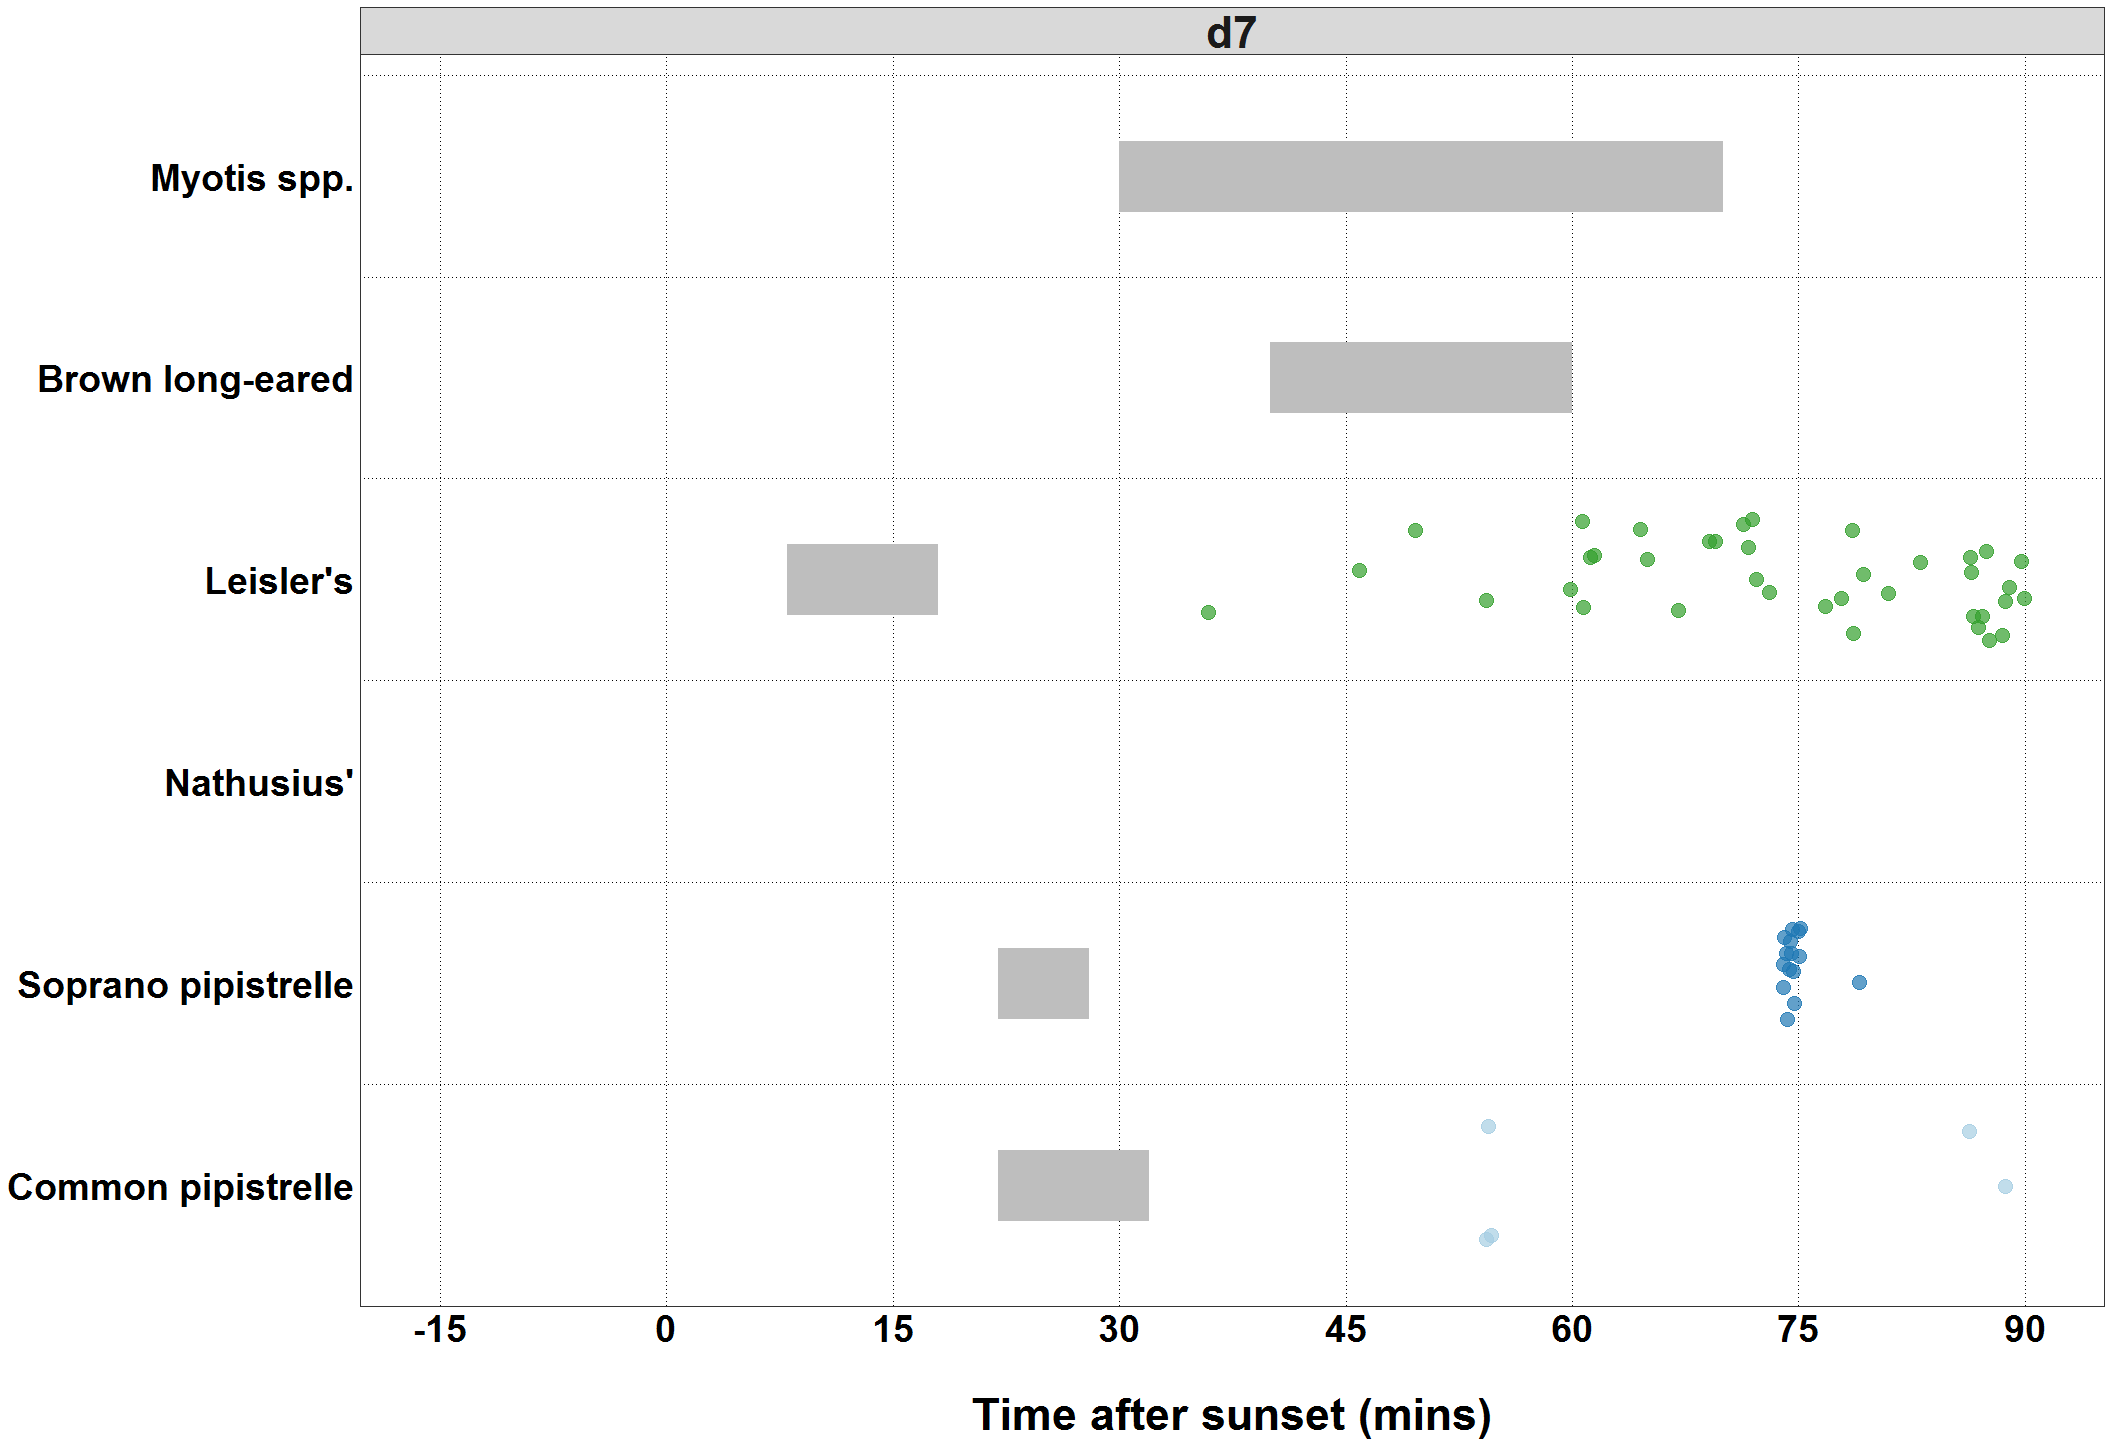 d7
Myotis spp.
Brown long-eared
Leisler's
Nathusius'
Soprano pipistrelle
Common pipistrelle
-15 0 15 30 45 60 75 90
Time after sunset (mins)